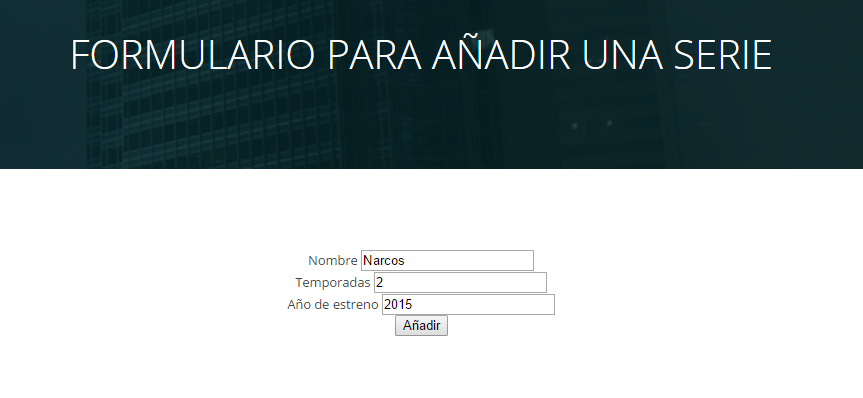 FORMULARIO PARA AÑADIR UNA SERIE
Nombre Narcos
Temporadas 2
Año de estreno 2015
Añadir